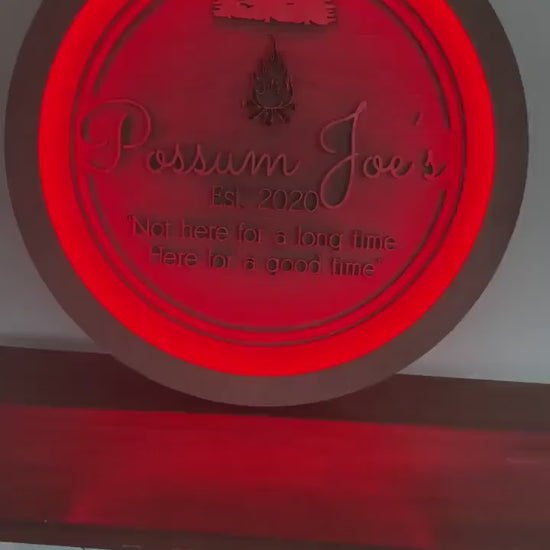 Possum Joe's
Est. 2020
"Not here for a long time
Here for a good time"